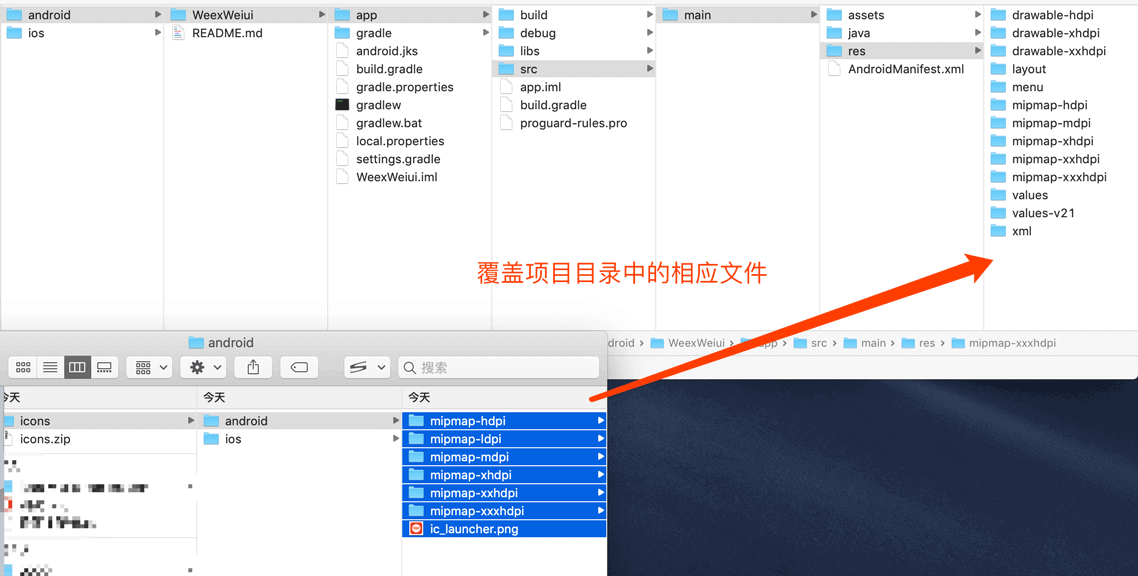 android
ios
WeexWeiui
README.md
app
gradle
android.jks
build.gradle
gradle.properties
gradlew
gradlew.bat
local.properties
settings.gradle
WeexWeiui.iml
build
debug
libs
src
app.iml
build.gradle
proguard-rules.pro
main
assets
java
res
AndroidManifest.xml
drawable-hdpi
drawable-xhdpi
drawable-xxhdpi
layout
menu
mipmap-hdpi
mipmap-mdpi
mipmap-xhdpi
mipmap-xxhdpi
mipmap-xxxhdpi
values
values-v21
xml
覆盖项目目录中的相应文件
droid › WeexWeiui › app › src › main › res › mipmap-xxxhdpi
android
搜索
今天
今天
今天
icons
icons.zip
android
ios
mipmap-hdpi
mipmap-ldpi
mipmap-mdpi
mipmap-xhdpi
mipmap-xxhdpi
mipmap-xxxhdpi
ic_launcher.png